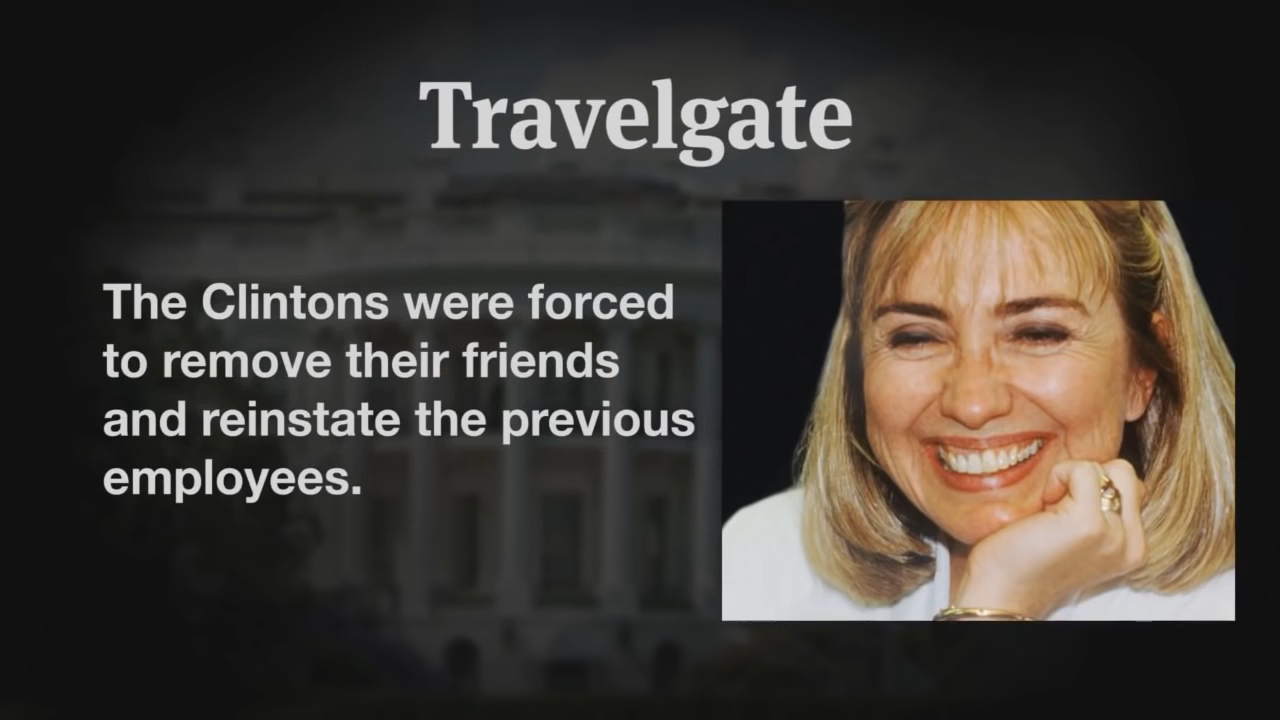 Travelgate
The Clintons were forced
to remove their friends
and reinstate the previous
employees.